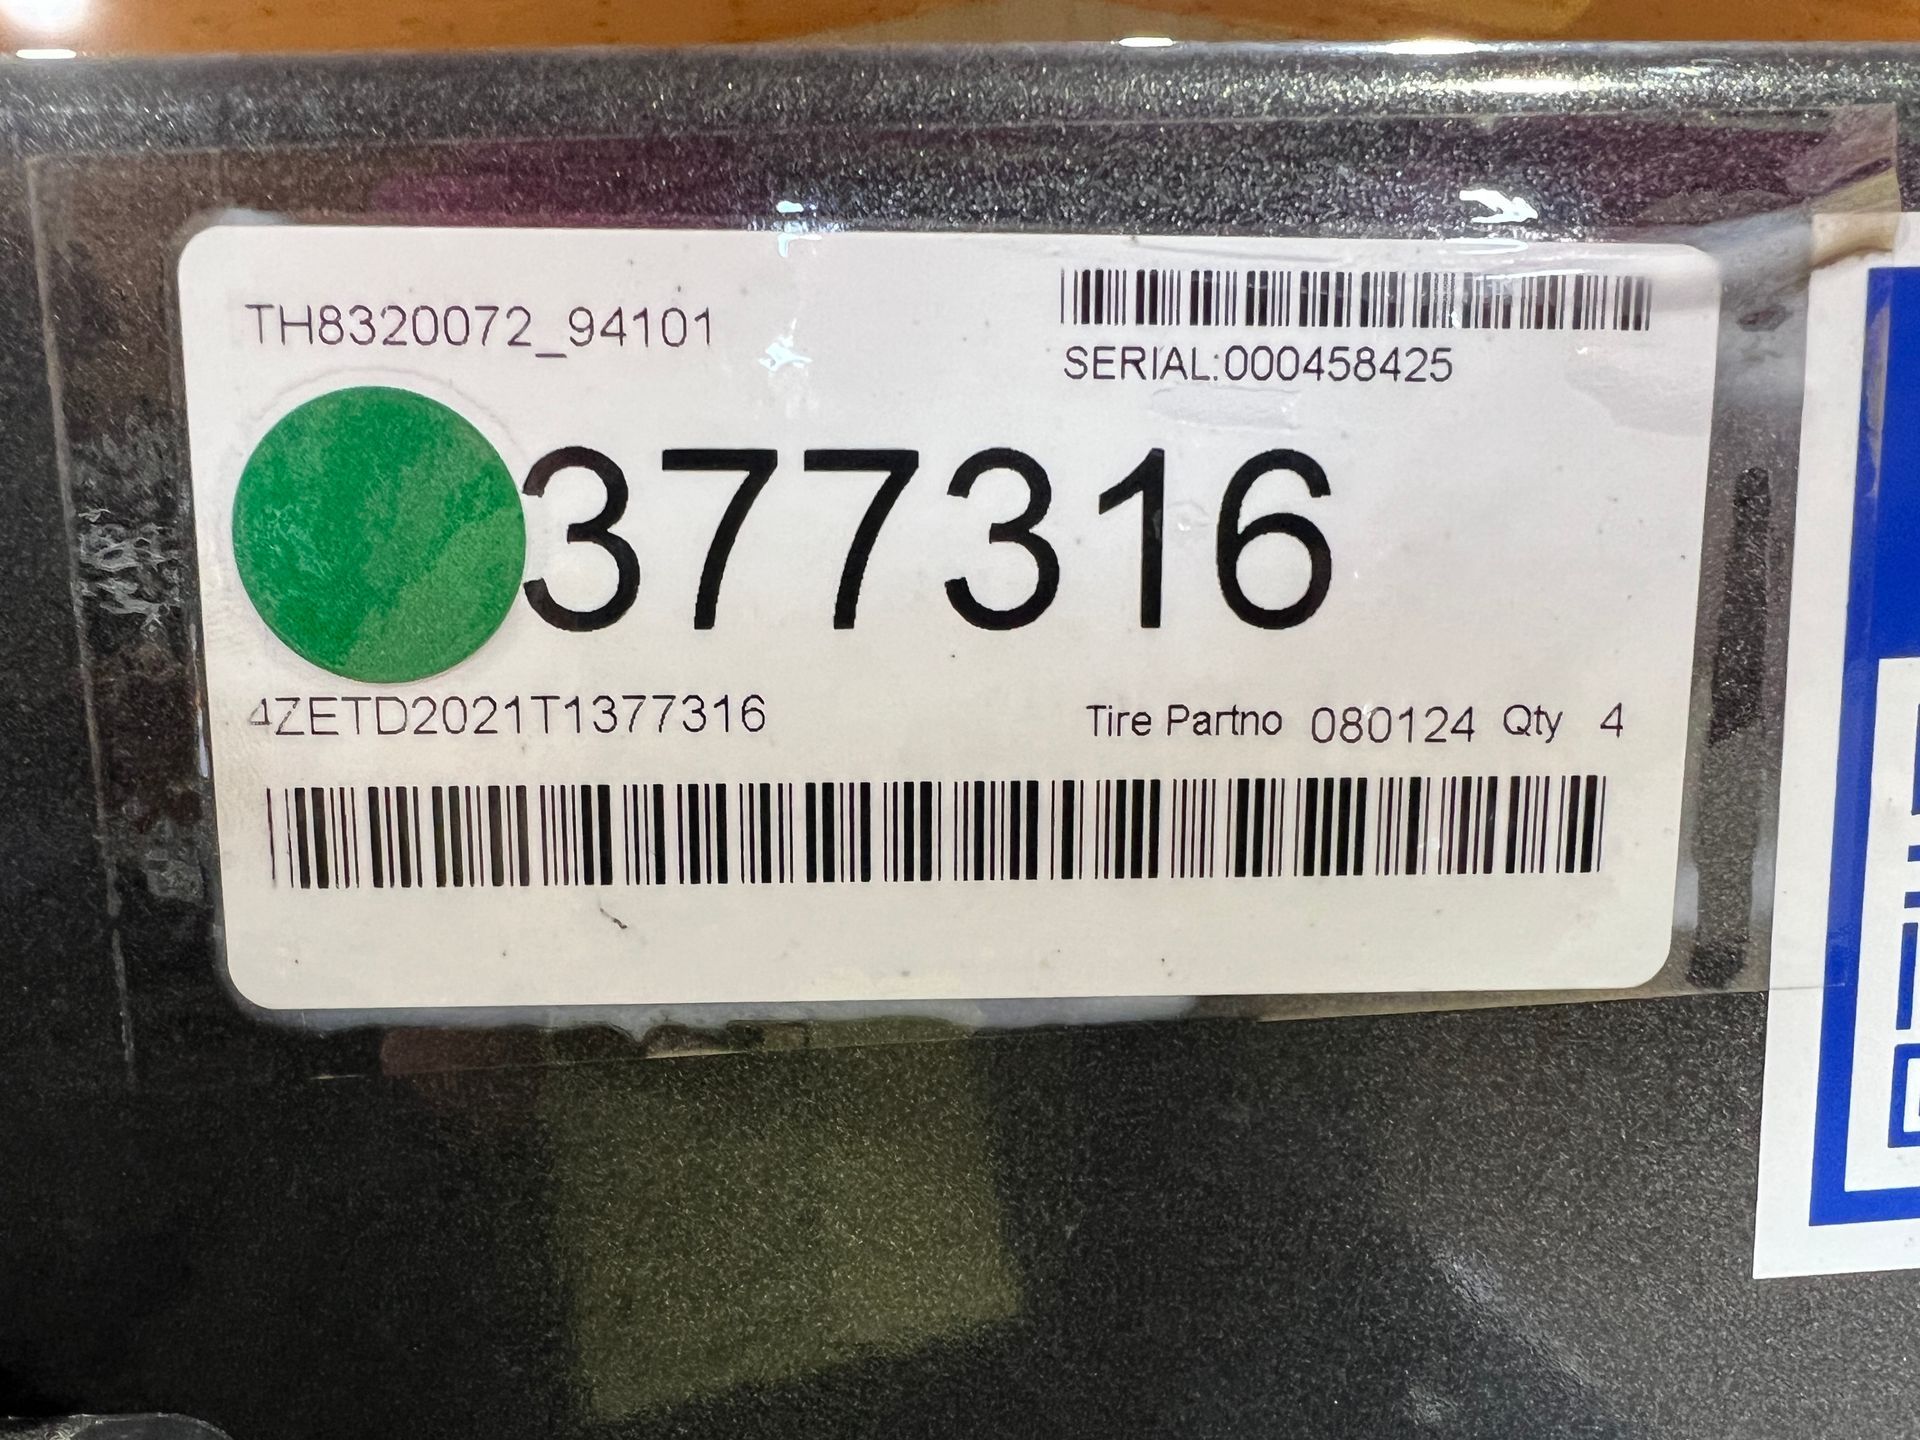 TH8320072_94101
SERIAL:000458425
377316
4ZETD2021T1377316
Tire Partno 080124 Qty 4